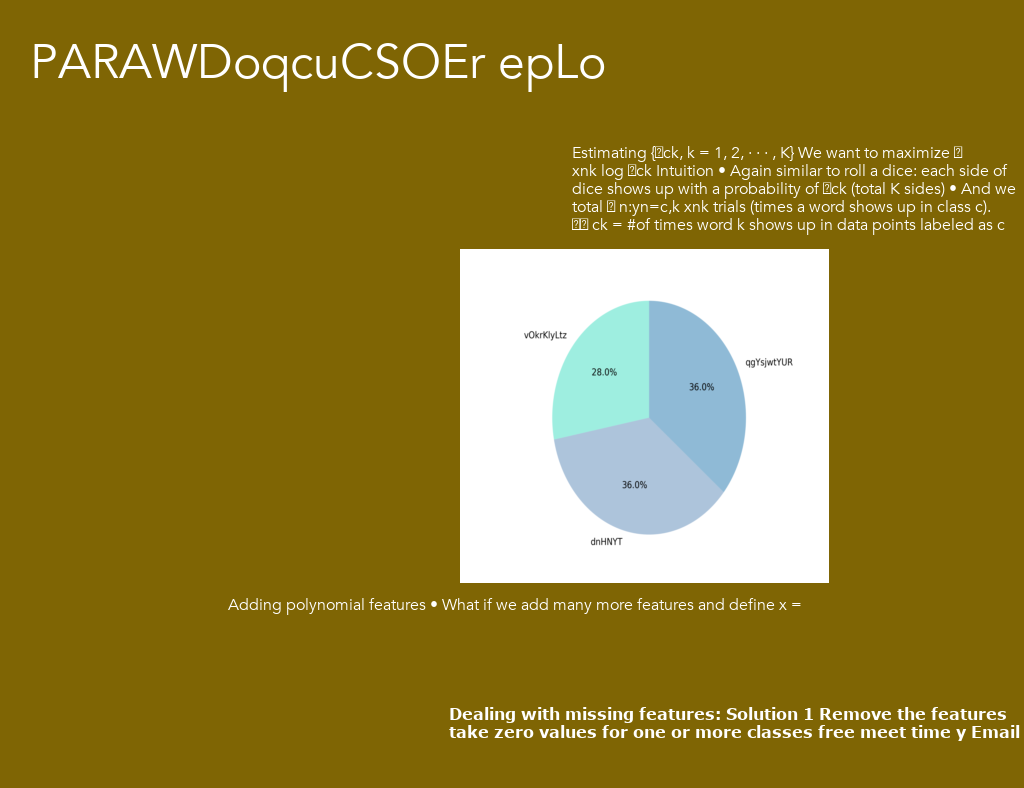 PARAWDoqcuCSOEr epLo
Estimating {ck, k = 1, 2, · · · , K} We want to maximize
xnk log ck Intuition • Again similar to roll a dice: each side of
dice shows up with a probability of ck (total K sides) • And we
total n:yn=c,k xnk trials (times a word shows up in class c).
ck = #of times word k shows up in data points labeled as c
vOkrKlyLtz
28.0%
qgYsjwtYUR
36.0%
36.0%
dnHNYT
Adding polynomial features • What if we add many more features and define x =
Dealing with missing features: Solution 1 Remove the features
take zero values for one or more classes free meet time y Email